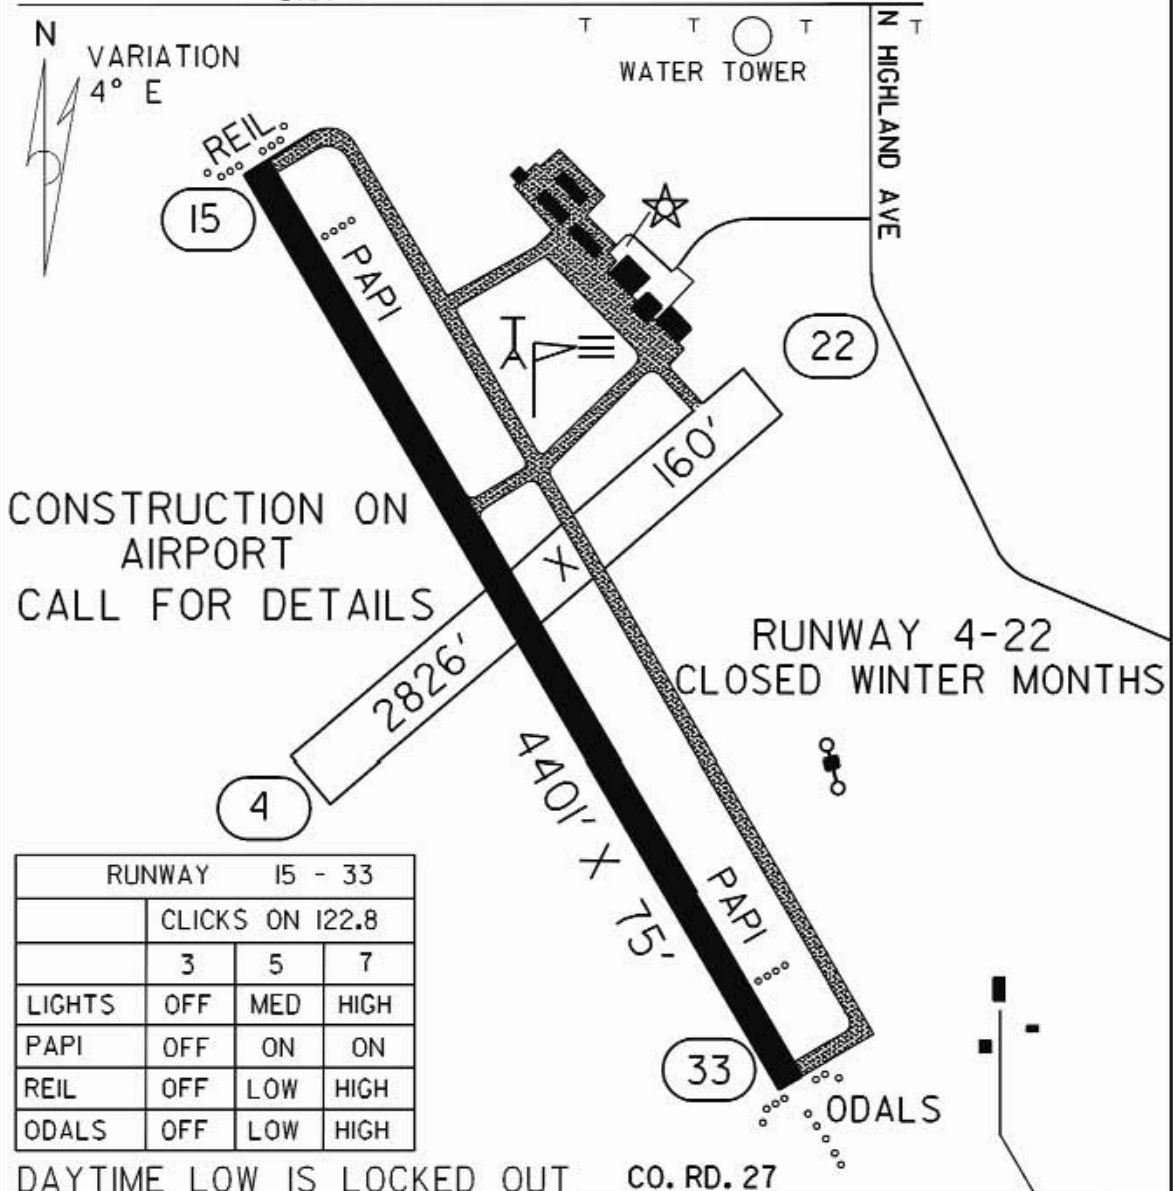 N
VARIATION
4° E
T T T T
WATER TOWER
N HIGHLAND AVE
REIL
15
PAPI
22
160'
CONSTRUCTION ON
AIRPORT
CALL FOR DETAILS
X
RUNWAY 4-22
CLOSED WINTER MONTHS
2826'
4
4401' X 75'
PAPI
33
ODALS
RUNWAY 15 - 33
CLICKS ON 122.8
3 5 7
LIGHTS OFF MED HIGH
PAPI OFF ON ON
REIL OFF LOW HIGH
ODALS OFF LOW HIGH
DAYTIME LOW IS LOCKED OUT
CO. RD. 27